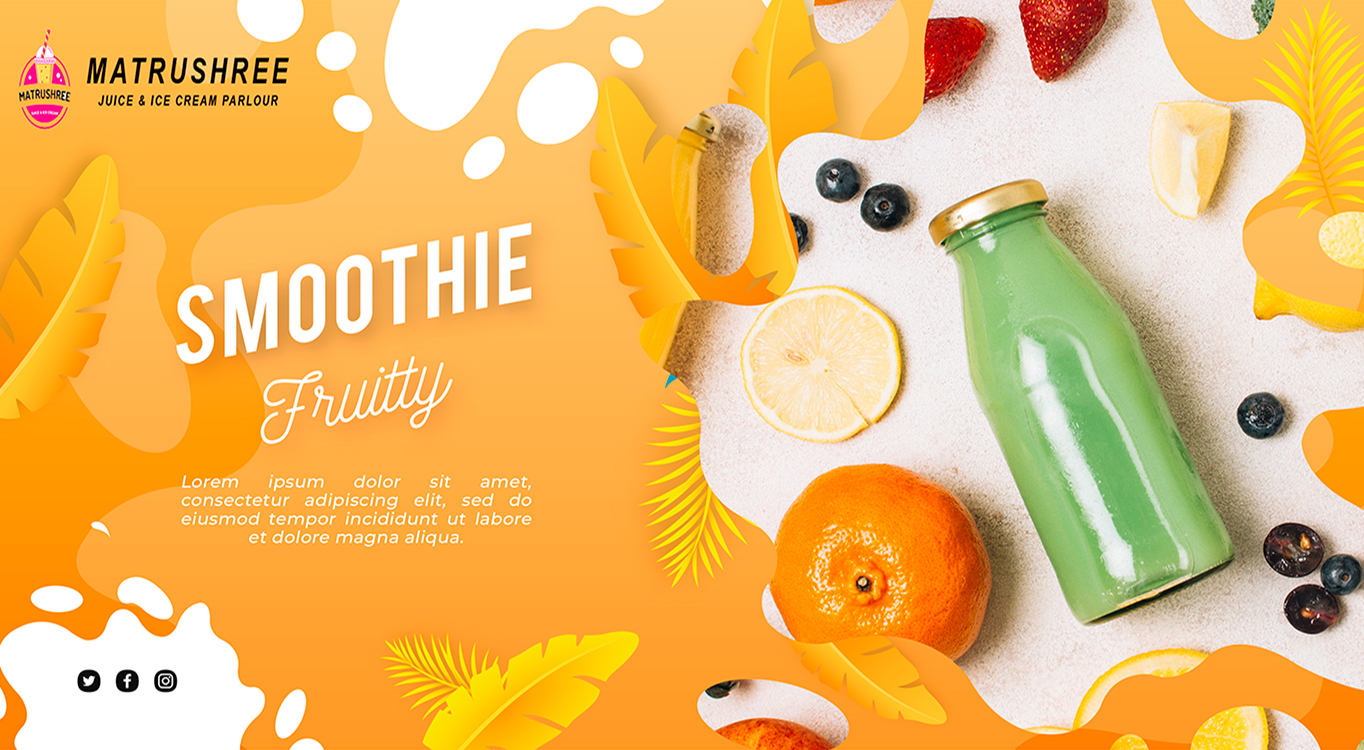 MATRUSHREE
JUICE & ICE CREAM PARLOUR
MATRUSHREE
SMOOTHIE
Fruitty
Lorem ipsum dolor sit amet,
consectetur adipiscing elit, sed do
eiusmod tempor incididunt ut labore
et dolore magna aliqua.